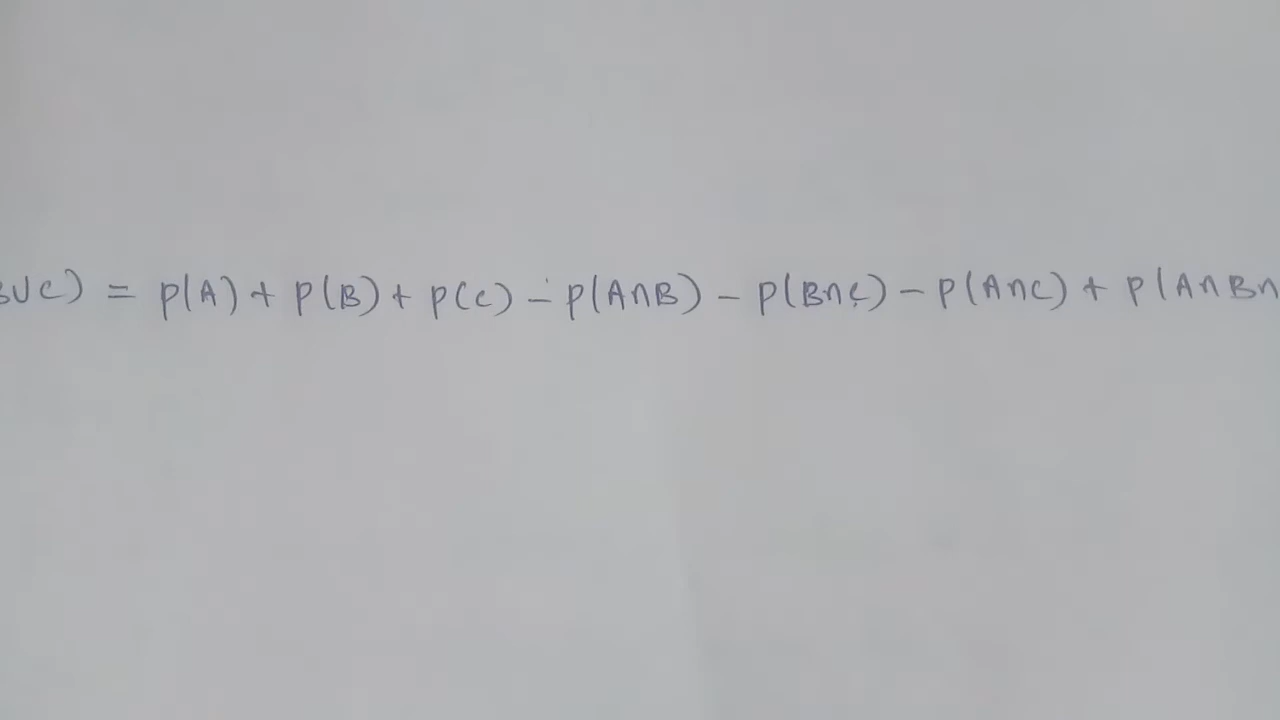 BUC) = P(A) + P(B) + P(C) - P(A∩B) - P(B∩C) - P(A∩C) + P(A∩B∩